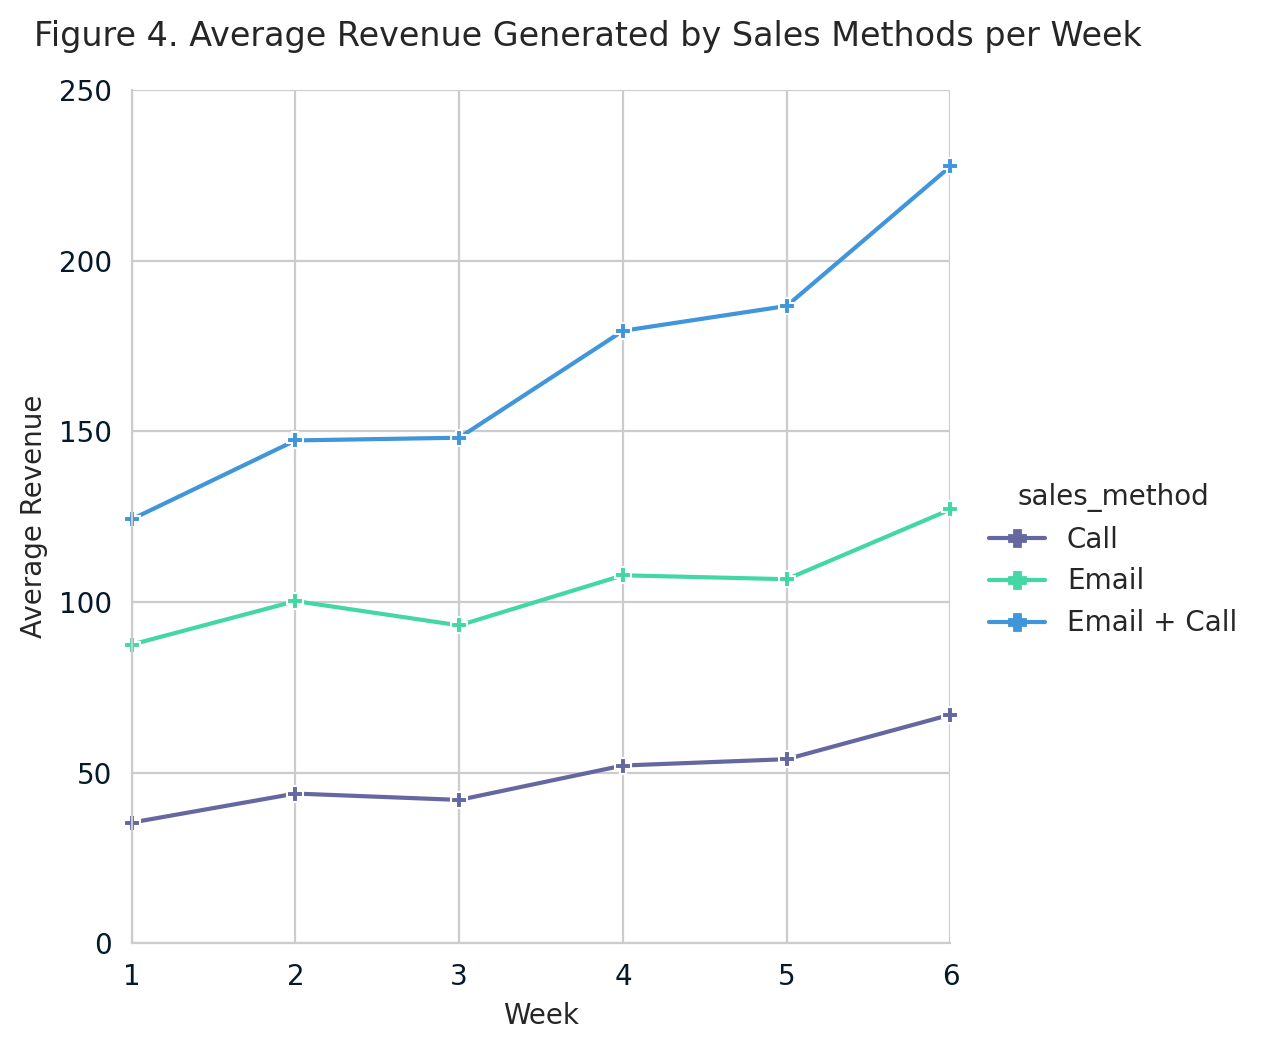 Figure 4. Average Revenue Generated by Sales Methods per Week
250
200
150
100
50
0
Average Revenue
1 2 3 4 5 6
Week
sales_method
Call
Email
Email + Call